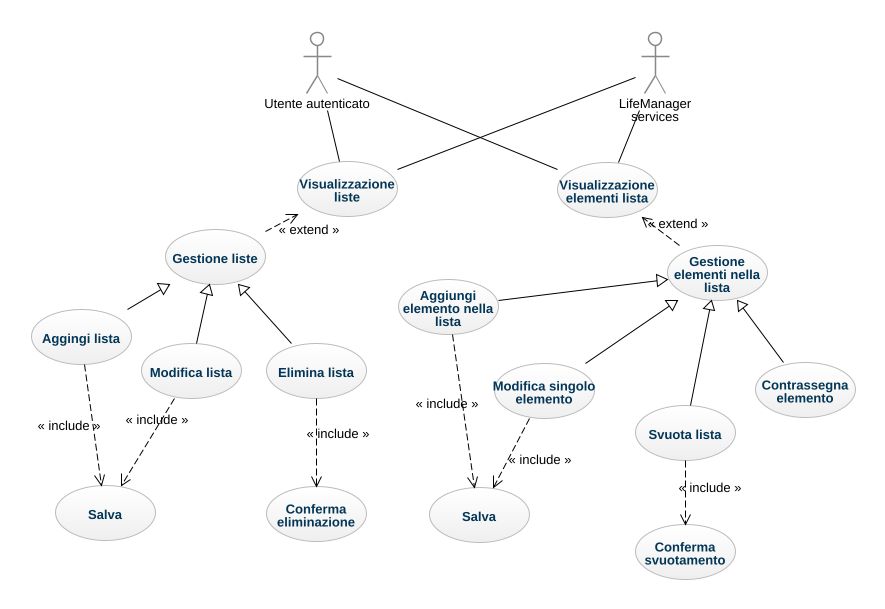 Utente autenticato
LifeManager
services
Visualizzazione
liste
Visualizzazione
elementi lista
« extend »
« extend »
Gestione liste
Gestione
elementi nella
lista
Aggiungi
elemento nella
lista
Aggingi lista
Modifica lista
Elimina lista
Modifica singolo
elemento
Contrassegna
elemento
« include »
« include »
« include »
« include »
Svuota lista
« include »
« include »
Salva
Conferma
eliminazione
Salva
Conferma
svuotamento